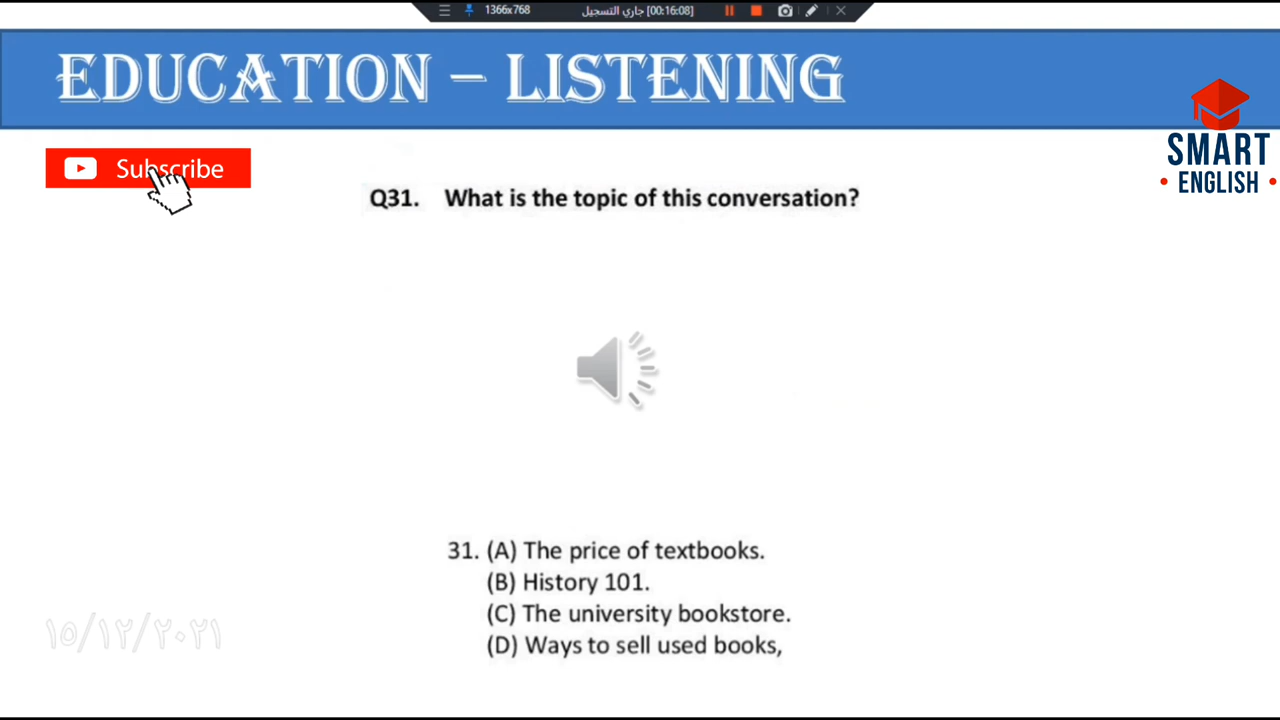 1366x768 جاري التسجيل [00:16:08]
EDUCATION – LISTENING
Subscribe
SMART
• ENGLISH •
Q31. What is the topic of this conversation?
31. (A) The price of textbooks.
(B) History 101.
(C) The university bookstore.
(D) Ways to sell used books,
١٥/١٢/٢٠٢١